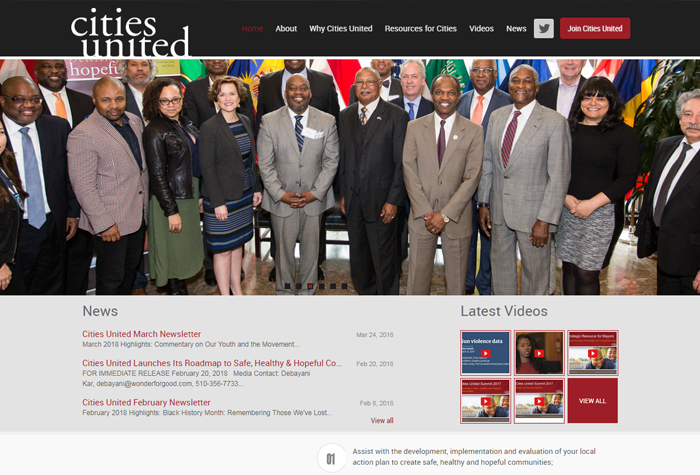 cities
united
Home About Why Cities United Resources for Cities Videos News Join Cities United
hopeful
News
Cities United March Newsletter Mar 24, 2018
March 2018 Highlights: Commentary on Our Youth and the Movement...
Cities United Launches Its Roadmap to Safe, Healthy & Hopeful Co... Feb 20, 2018
FOR IMMEDIATE RELEASE February 20, 2018 Media Contact: Debayani
Kar, debayani@wonderforgood.com, 510-356-7733...
Cities United February Newsletter Feb 6, 2018
February 2018 Highlights: Black History Month: Remembering Those We've Lost...
View all
Latest Videos
Gun violence data
Strategic Resource for Mayors
Cities United Summit 2017
Cities United Summit 2017
VIEW ALL
01
Assist with the development, implementation and evaluation of your local
action plan to create safe, healthy and hopeful communities;